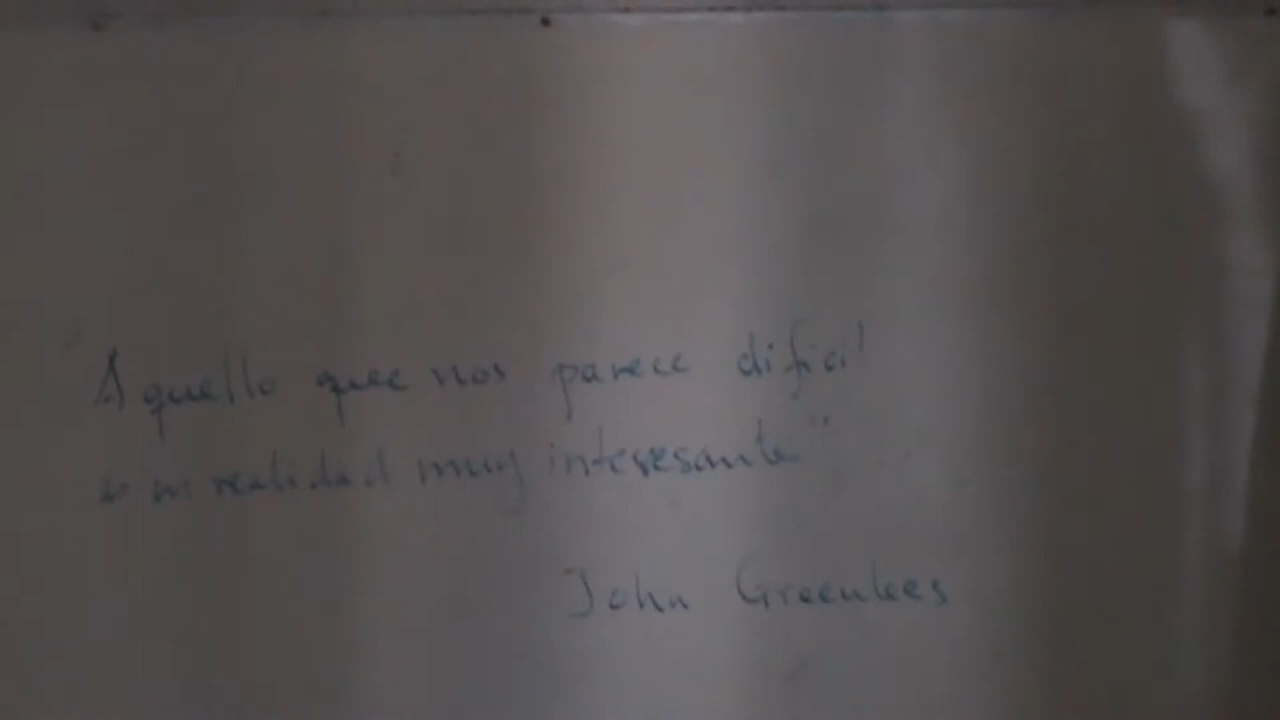 "Aquello que nos parece dificil
es en realidad muy interesante"
John Greenlees